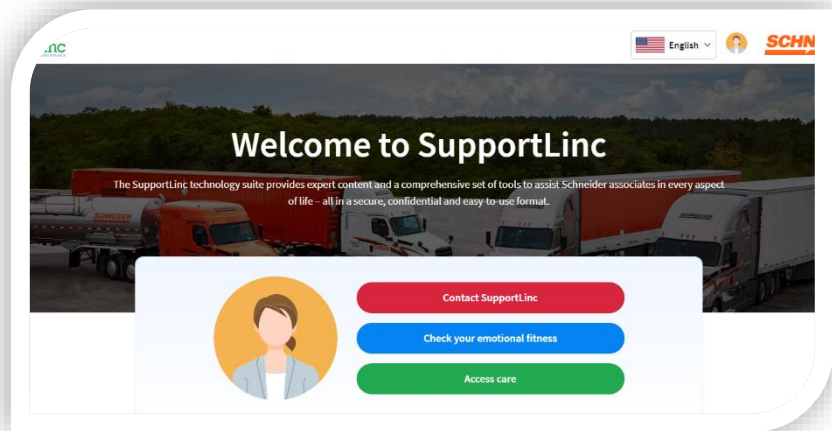 English
Welcome to SupportLinc
The SupportLinc technology suite provides expert content and a comprehensive set of tools to assist Schneider associates in every aspect
of life – all in a secure, confidential and easy-to-use format.
SCHNEIDER
Contact SupportLinc
Check your emotional fitness
Access care